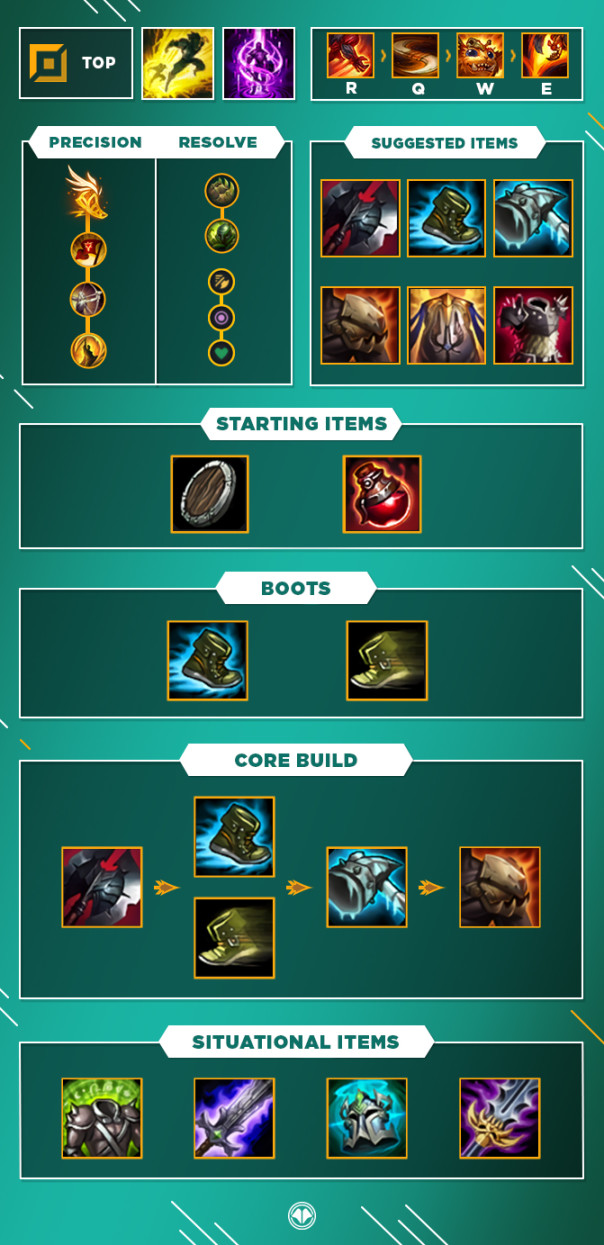 TOP
R Q W E
PRECISION RESOLVE
SUGGESTED ITEMS
STARTING ITEMS
BOOTS
CORE BUILD
SITUATIONAL ITEMS